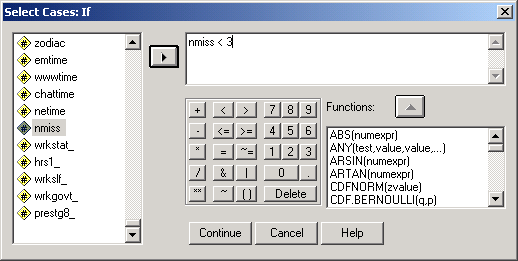 Select Cases: If
zodiac
emtime
wwwtime
chattime
netime
nmiss
wrkstat_
hrs1_
wrkslf_
wrkgovt_
prestg8_
nmiss < 3
+ < > 7 8 9
- <= >= 4 5 6
* = ~= 1 2 3
/ & | 0 .
** ~ () Delete
Functions:
ABS(numexpr)
ANY(test,value,value,...)
ARSIN(numexpr)
ARTAN(numexpr)
CDFNORM(zvalue)
CDF.BERNOULLI(q,p)
Continue Cancel Help